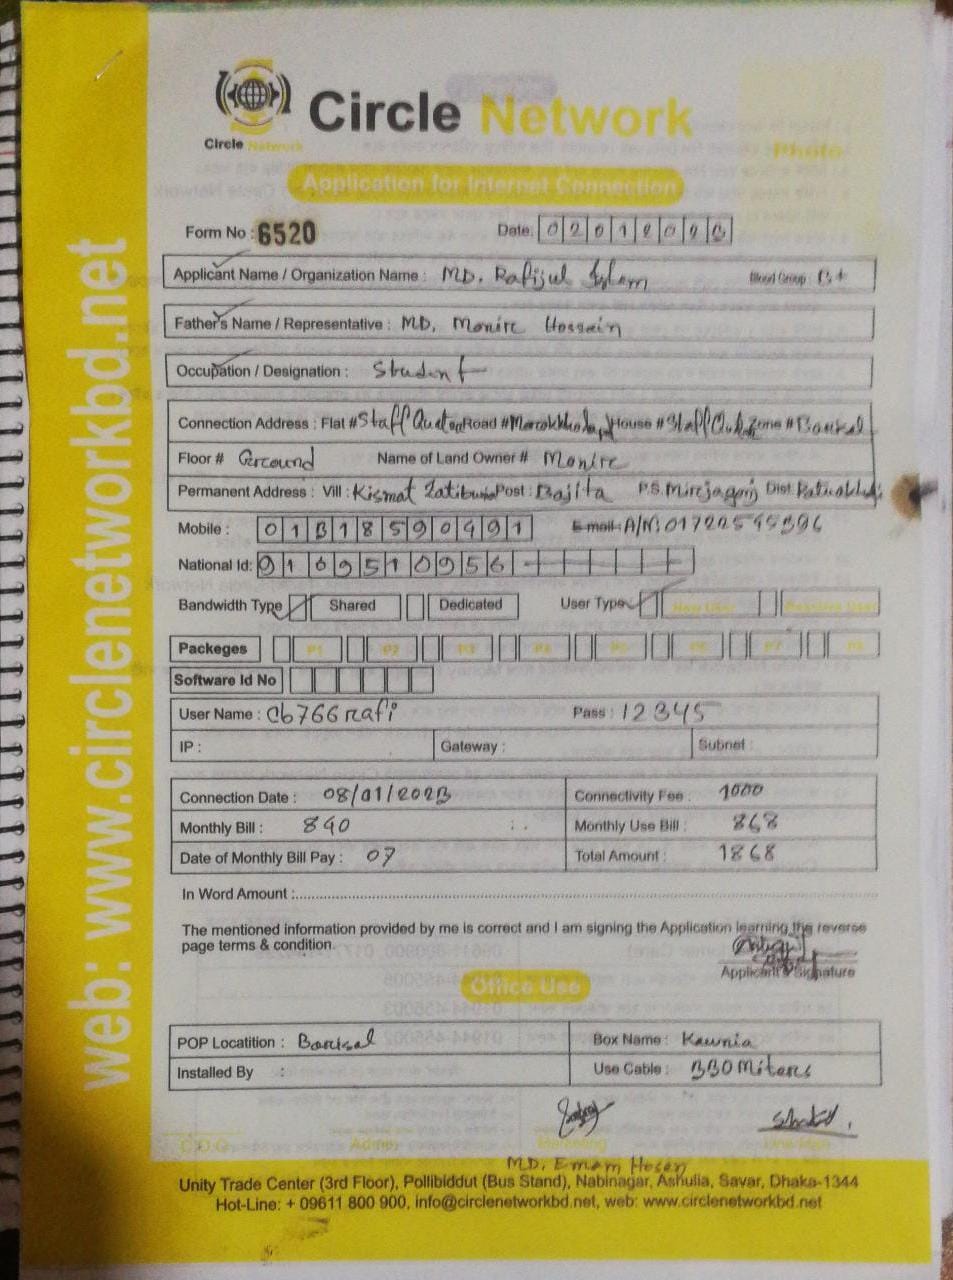 Circle Network
Circle Network
Photo
Application for Internet Connection
Form No : 6520 Date: 02012023
Applicant Name / Organization Name : MD. Rafijul Islam Blood Group : B+
Father's Name / Representative : MD. Monire Hossain
Occupation / Designation : Student
Connection Address : Flat # Staff Quater Road # House # Staff Zone # Barisal
Floor # Ground Name of Land Owner # Monire
Permanent Address : Vill : Kismat Post : Bajita P.S. Mirejagonj Dist.
Mobile : 01318590491 E-mail: A/N:
National Id: 9169510956
Bandwidth Type Shared Dedicated User Type New User
Packeges P1 P2 P3 P4 P5 P6 P7 P8
Software Id No
User Name : cb766rafi Pass : 12345
IP : Gateway : Subnet :
Connection Date : 08/01/2023 Connectivity Fee : 1000
Monthly Bill : 840 Monthly Use Bill : 868
Date of Monthly Bill Pay : 07 Total Amount : 1868
In Word Amount :
The mentioned information provided by me is correct and I am signing the Application learning the reverse
page terms & condition.
Applicant's Signature
Office Use
POP Locatition : Barisal Box Name : Kawnia
Installed By : Use Cable : 330 Miters
C.O.O Admin Marketing
MD. Emam Hosen
Unity Trade Center (3rd Floor), Pollibiddut (Bus Stand), Nabinagar, Ashulia, Savar, Dhaka-1344
Hot-Line: + 09611 800 900, info@circlenetworkbd.net, web: www.circlenetworkbd.net
web: www.circlenetworkbd.net